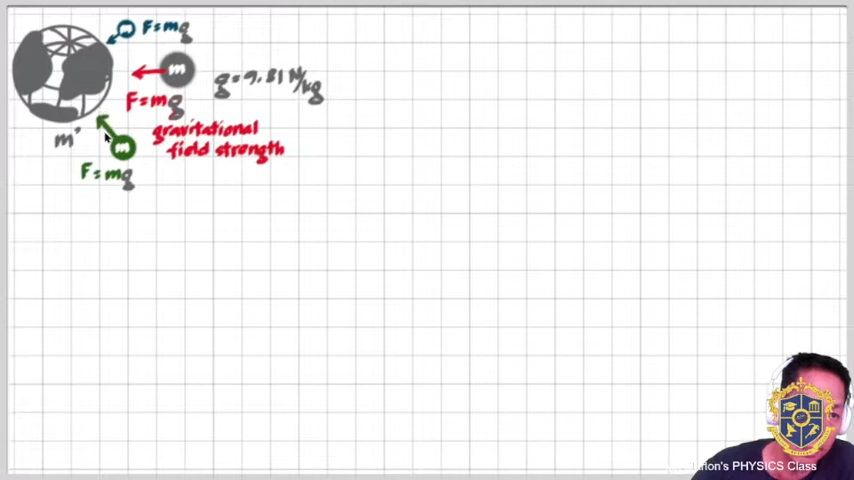 m F=mg
m
g=9.81 N/kg
F=mg
gravitational
field strength
m'
m
F=mg
PHYSICS Class